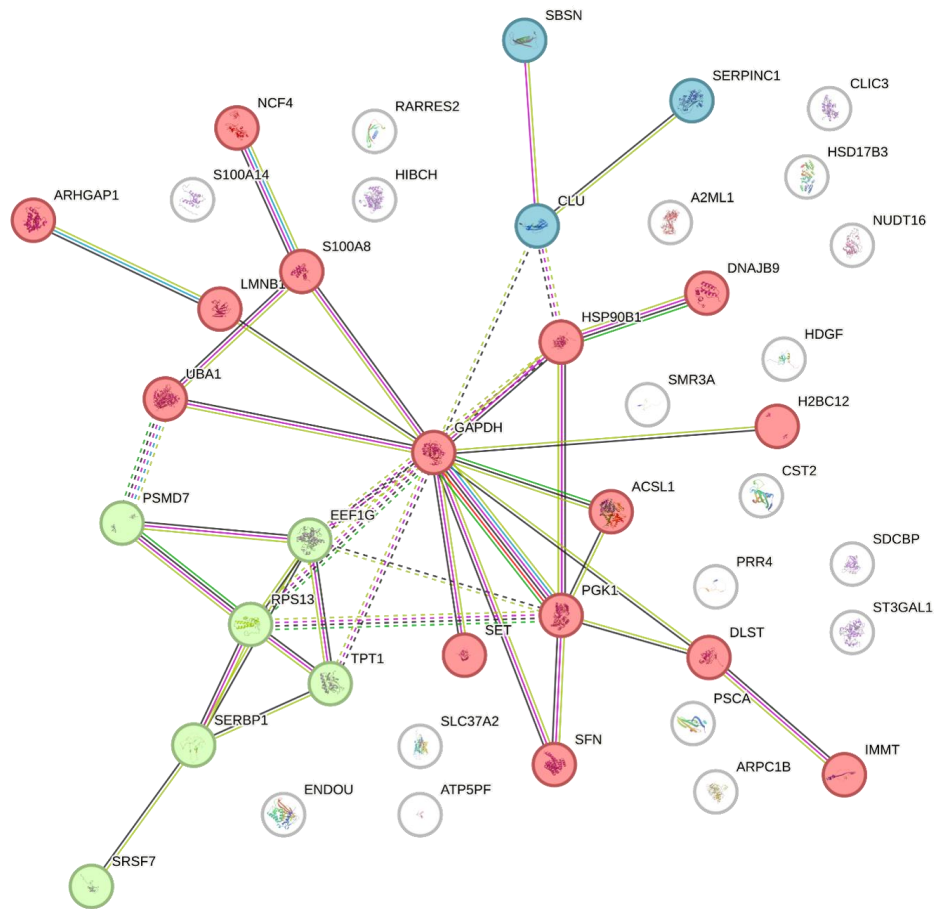 SBSN
SERPINC1
CLIC3
NCF4
RARRES2
HSD17B3
S100A14
HIBCH
ARHGAP1
CLU
A2ML1
NUDT16
S100A8
DNAJB9
LMNB1
HSP90B1
HDGF
UBA1
SMR3A
H2BC12
GAPDH
CST2
ACSL1
PSMD7
EEF1G
SDCBP
PRR4
RPS13
PGK1
ST3GAL1
SET
DLST
TPT1
PSCA
SERBP1
SLC37A2
SFN
IMMT
ARPC1B
ENDOU
ATP5PF
SRSF7